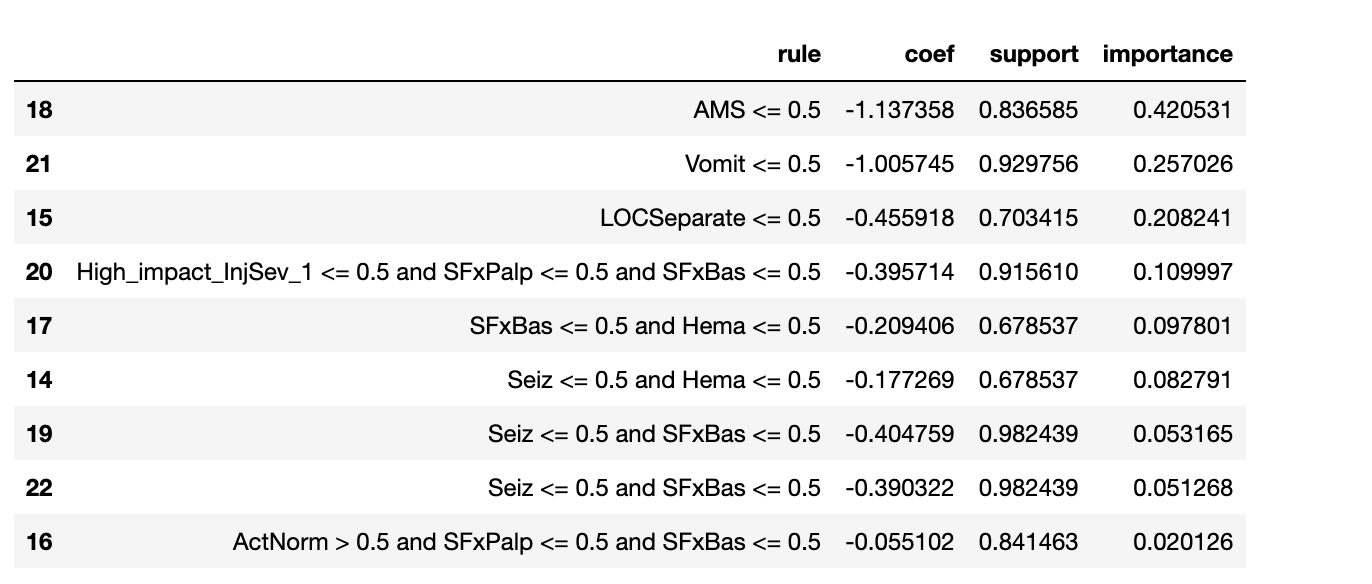 rule coef support importance
18 AMS <= 0.5 -1.137358 0.836585 0.420531
21 Vomit <= 0.5 -1.005745 0.929756 0.257026
15 LOCSeparate <= 0.5 -0.455918 0.703415 0.208241
20 High_impact_InjSev_1 <= 0.5 and SFxPalp <= 0.5 and SFxBas <= 0.5 -0.395714 0.915610 0.109997
17 SFxBas <= 0.5 and Hema <= 0.5 -0.209406 0.678537 0.097801
14 Seiz <= 0.5 and Hema <= 0.5 -0.177269 0.678537 0.082791
19 Seiz <= 0.5 and SFxBas <= 0.5 -0.404759 0.982439 0.053165
22 Seiz <= 0.5 and SFxBas <= 0.5 -0.390322 0.982439 0.051268
16 ActNorm > 0.5 and SFxPalp <= 0.5 and SFxBas <= 0.5 -0.055102 0.841463 0.020126